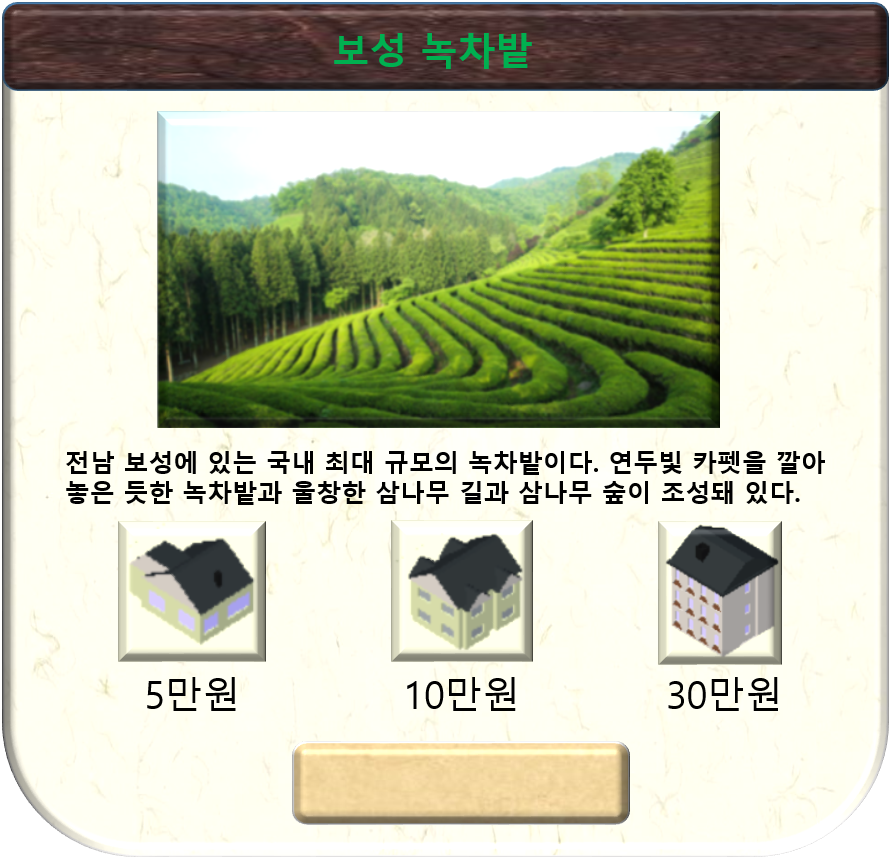 보성 녹차밭
전남 보성에 있는 국내 최대 규모의 녹차밭이다. 연두빛 카펫을 깔아
놓은 듯한 녹차밭과 울창한 삼나무 길과 삼나무 숲이 조성돼 있다.
5만원
10만원
30만원